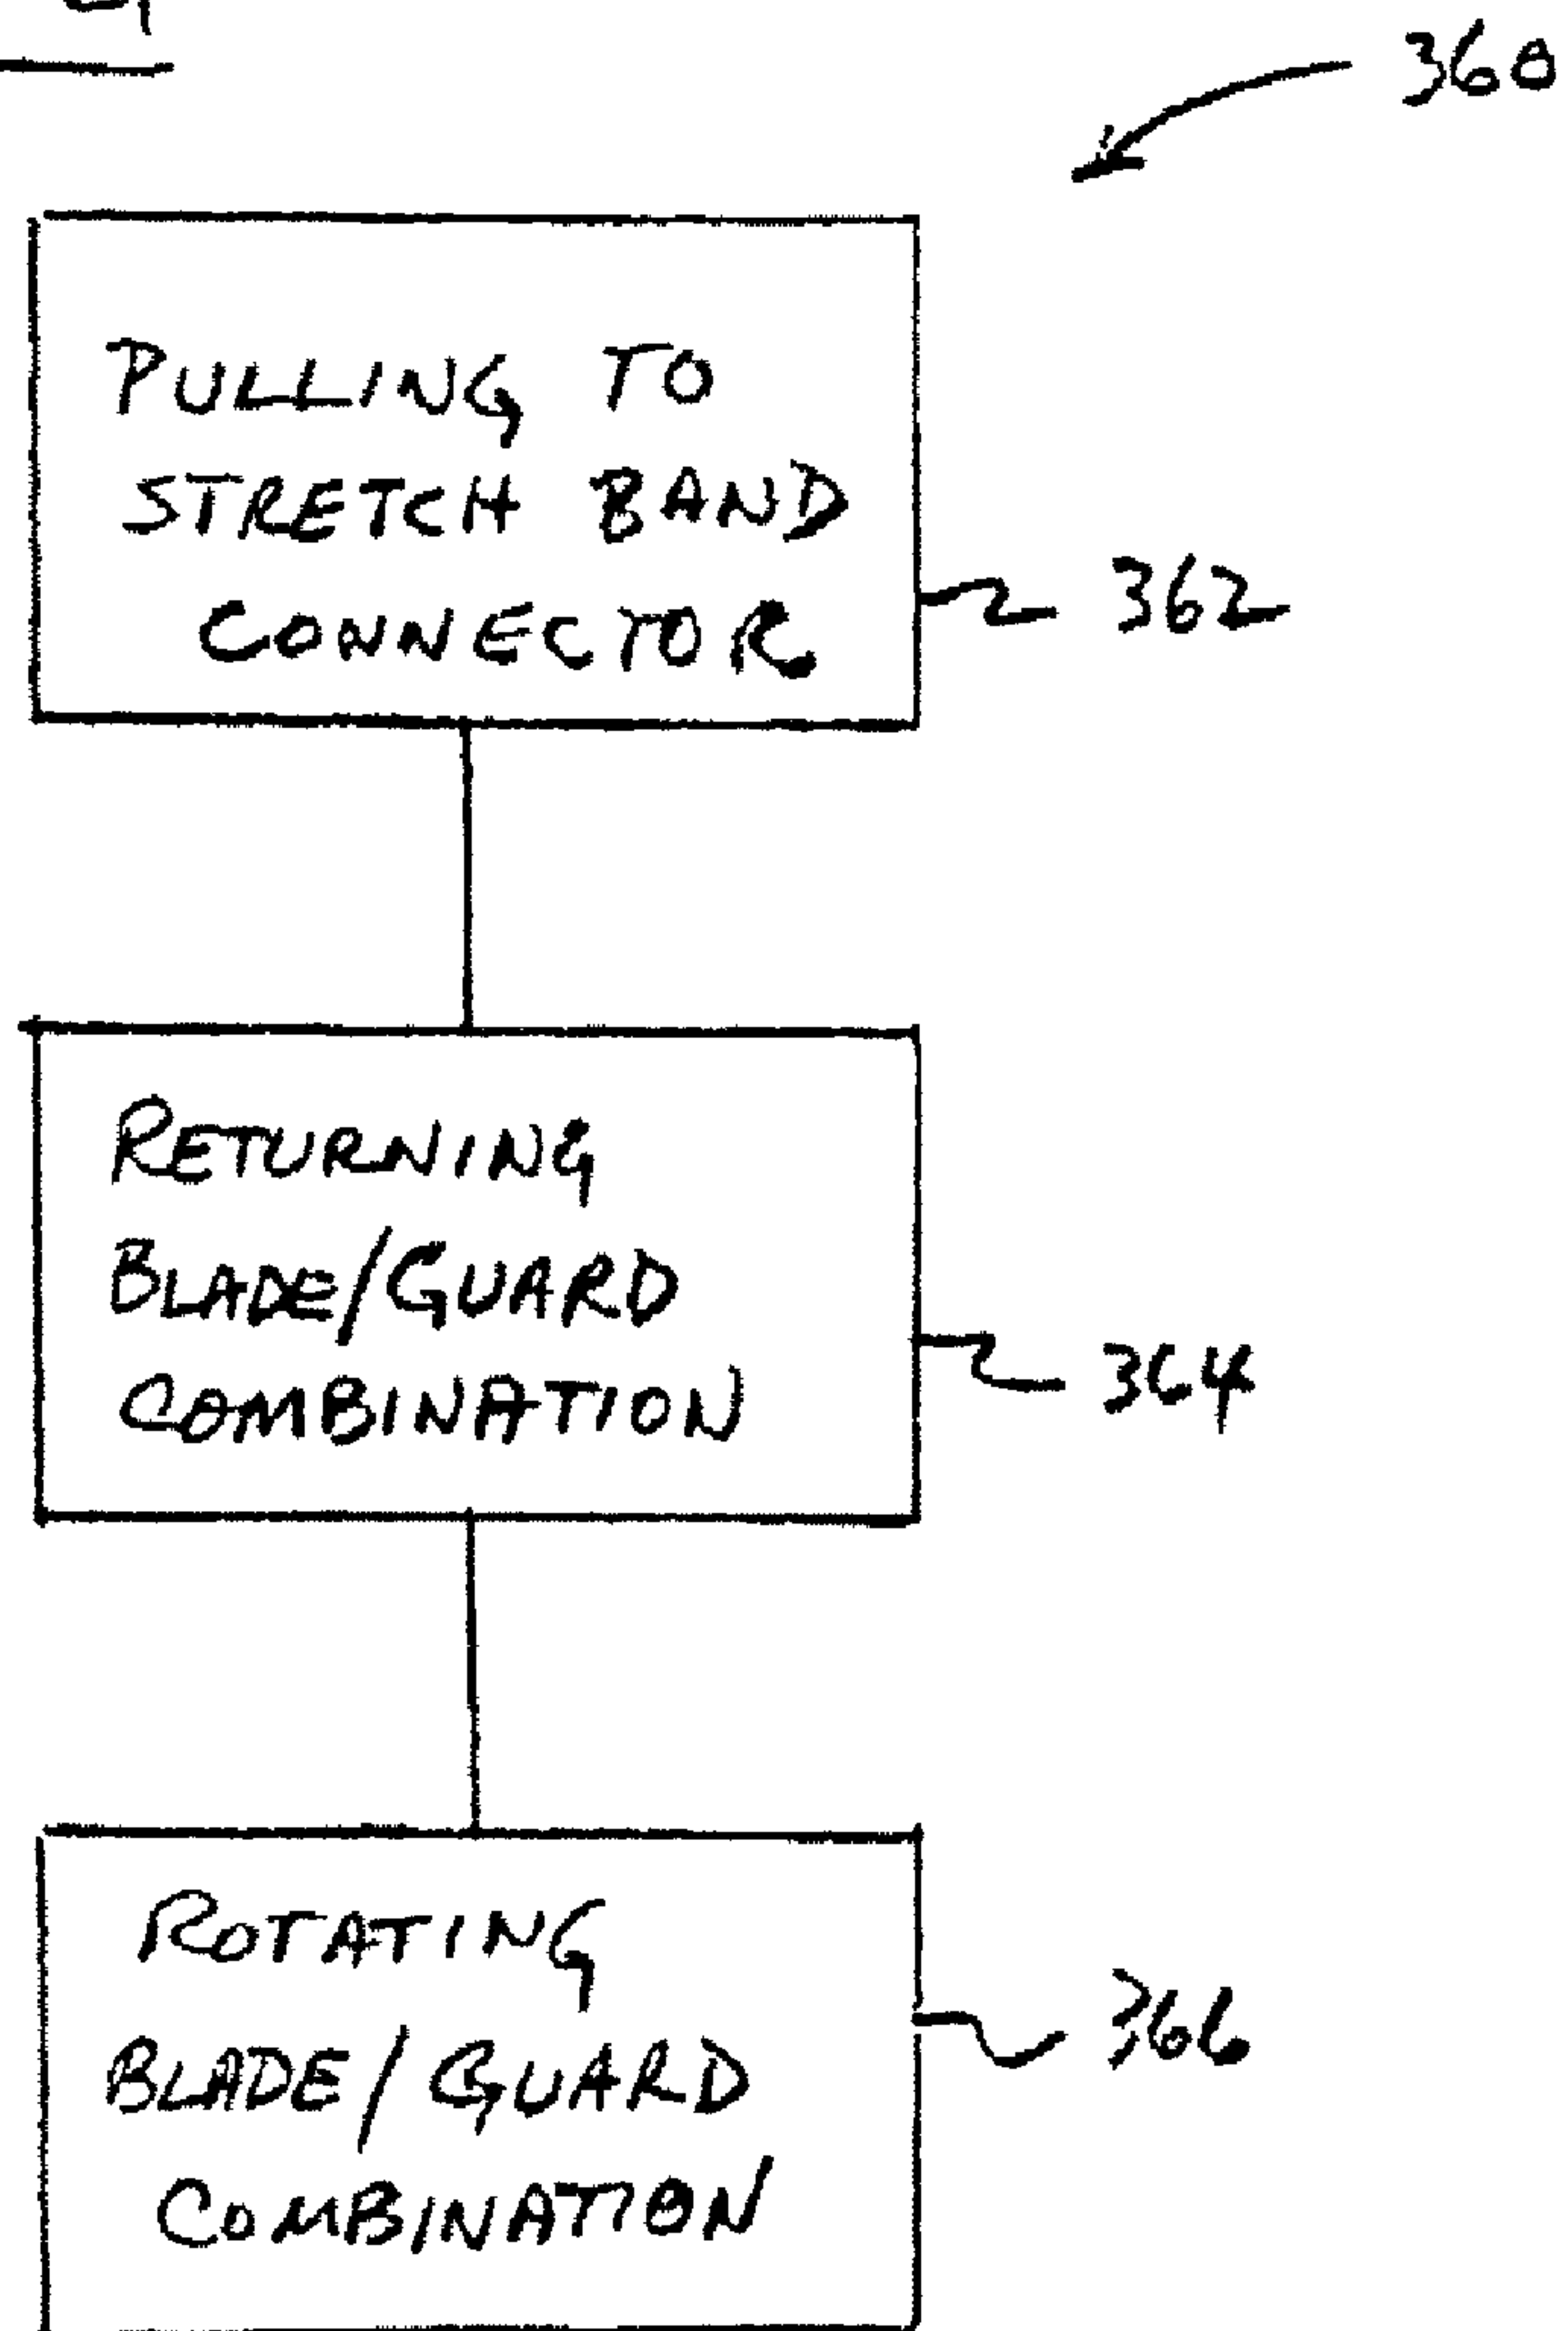 360
PULLING TO
STRETCH BAND
CONNECTOR
362
RETURNING
BLADE/GUARD
COMBINATION
364
ROTATING
BLADE/GUARD
COMBINATION
366